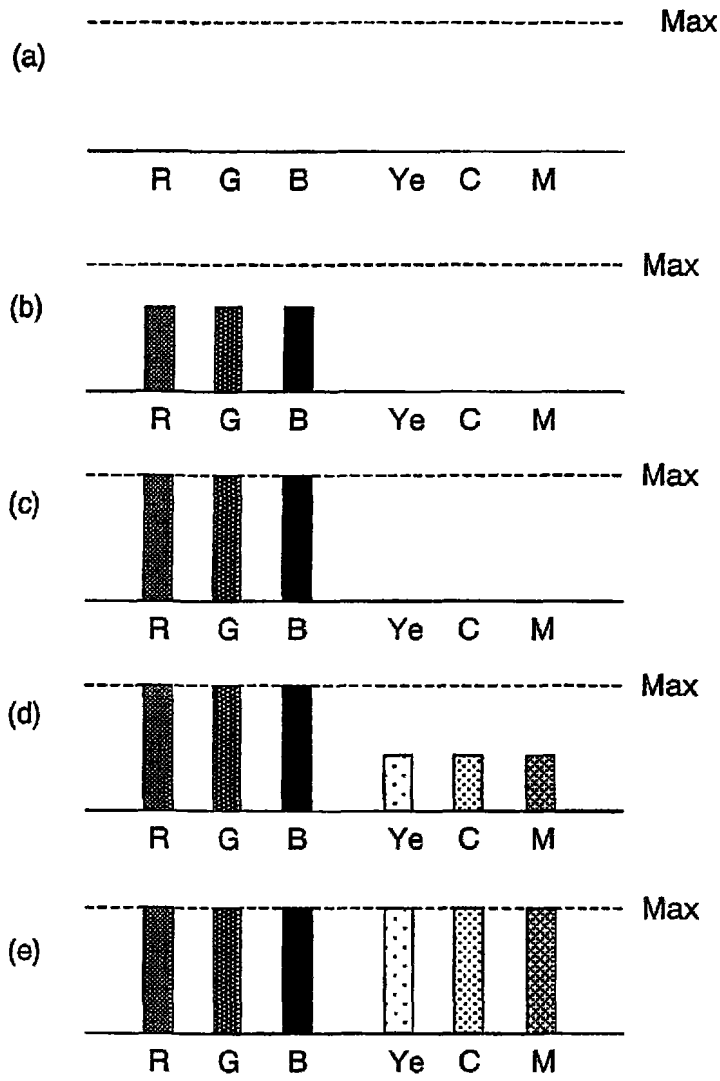 Max
(a)
R G B Ye C M
Max
(b)
R G B Ye C M
Max
(c)
R G B Ye C M
Max
(d)
R G B Ye C M
Max
(e)
R G B Ye C M